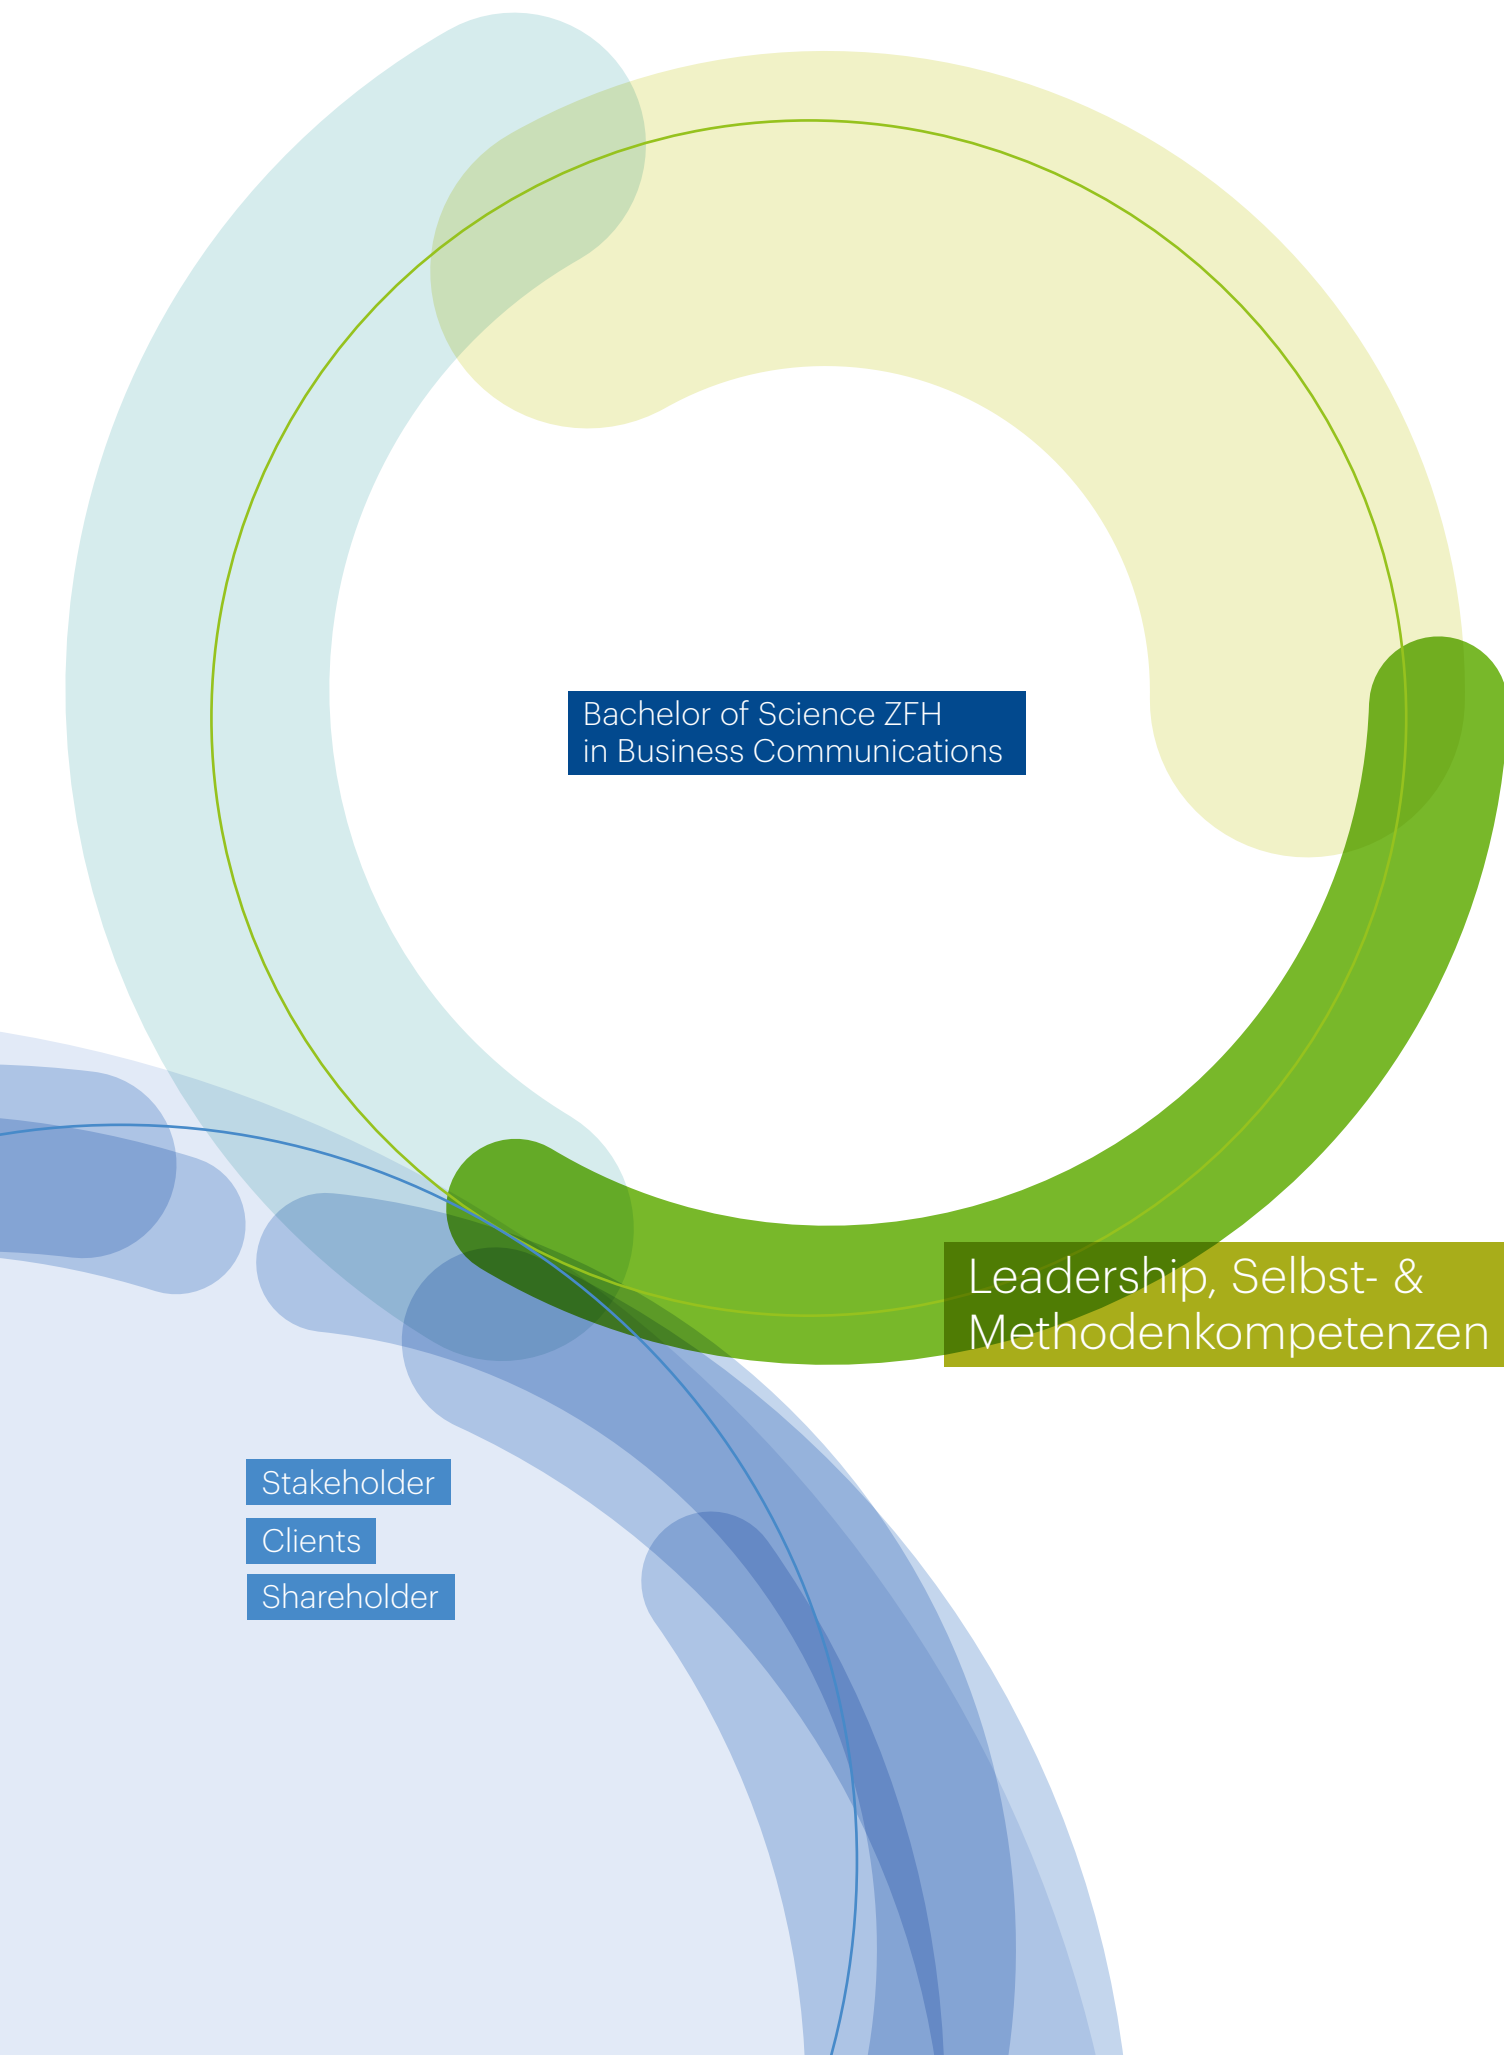 Bachelor of Science ZFH
in Business Communications
Leadership, Selbst- &
Methodenkompetenzen
Stakeholder
Clients
Shareholder